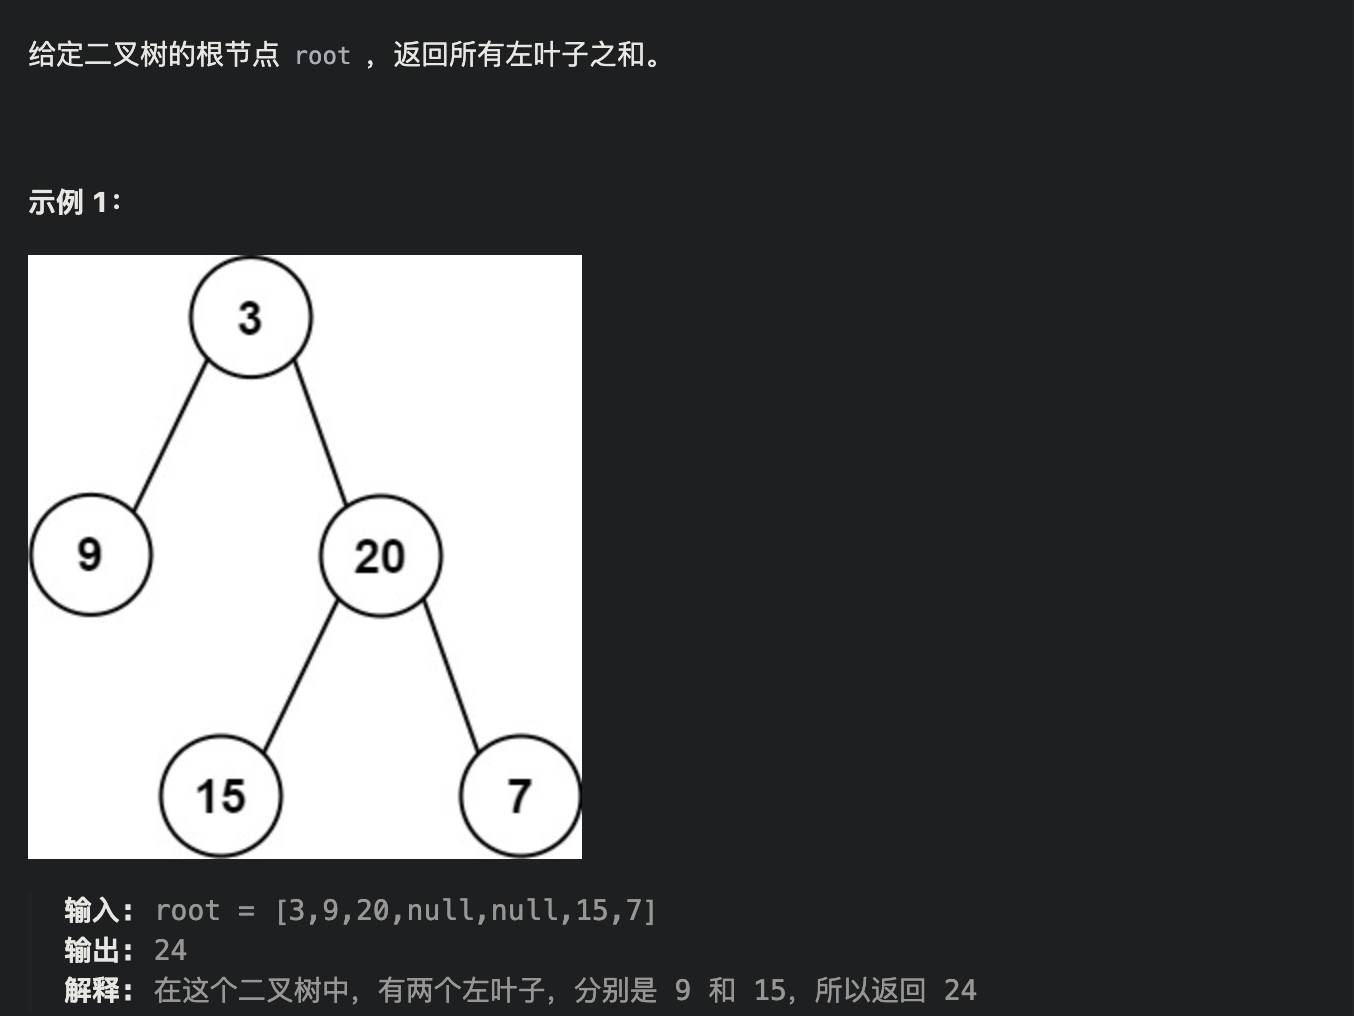 给定二叉树的根节点 root ，返回所有左叶子之和。
示例 1：
3
9
20
15
7
输入: root = [3,9,20,null,null,15,7]
输出: 24
解释: 在这个二叉树中，有两个左叶子，分别是 9 和 15，所以返回 24